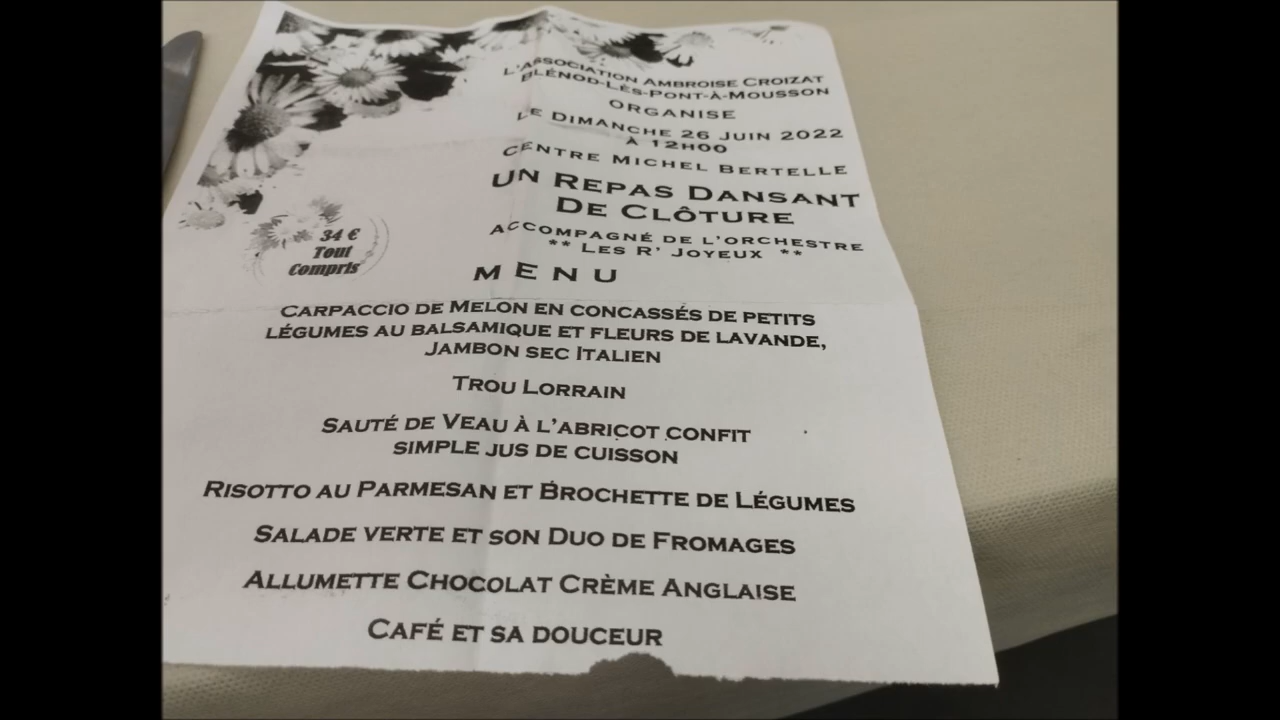 L'Association Ambroise Croizat
Blénod-Lès-Pont-à-Mousson
organise
Le Dimanche 26 Juin 2022
à 12h00
Centre Michel Bertelle
Un Repas Dansant
De Clôture
Accompagné de l'orchestre
** Les R' Joyeux **
34 €
Tout
Compris
MENU
Carpaccio de Melon en concassés de petits
légumes au balsamique et fleurs de lavande,
Jambon sec Italien
Trou Lorrain
Sauté de Veau à l'abricot confit
simple jus de cuisson
Risotto au Parmesan et Brochette de Légumes
Salade verte et son Duo de Fromages
Allumette Chocolat Crème Anglaise
Café et sa douceur